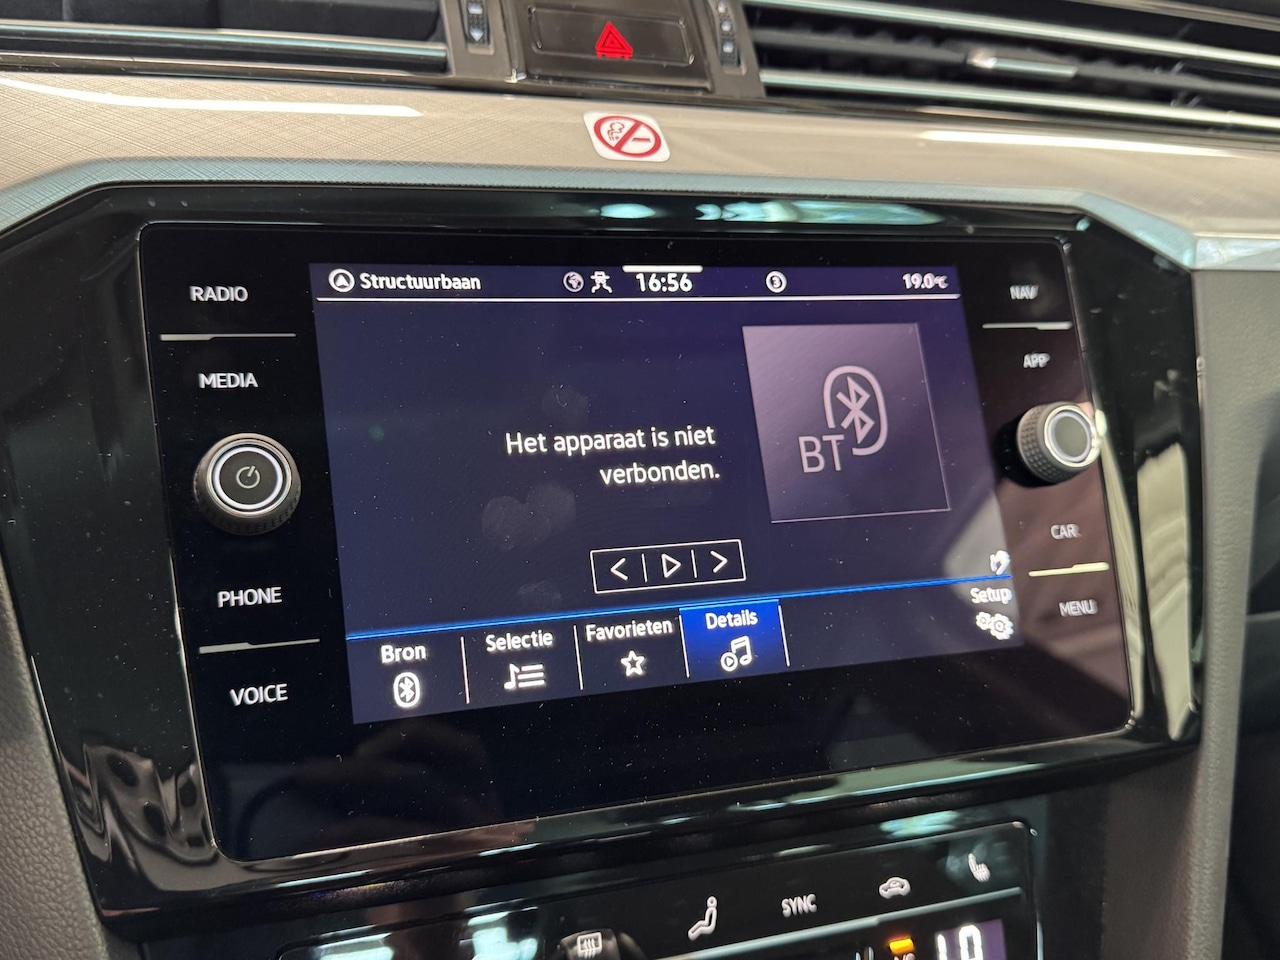 RADIO
MEDIA
PHONE
VOICE
Structuurbaan
16:56
3
19.0°C
Het apparaat is niet
verbonden.
BT
Bron
Selectie
Favorieten
Details
Setup
NAV
APP
CAR
MENU
SYNC
A/C